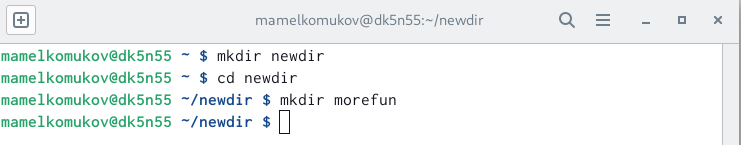 mamelkomukov@dk5n55:~/newdir
mamelkomukov@dk5n55 ~ $ mkdir newdir
mamelkomukov@dk5n55 ~ $ cd newdir
mamelkomukov@dk5n55 ~/newdir $ mkdir morefun
mamelkomukov@dk5n55 ~/newdir $